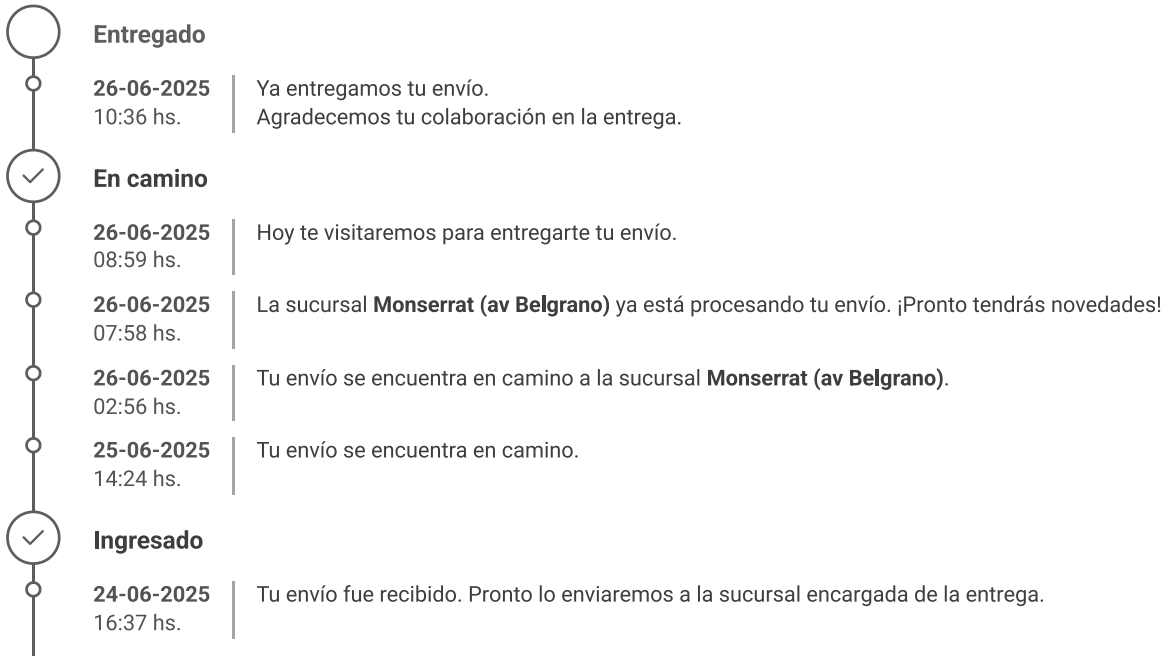 Entregado
26-06-2025
10:36 hs.
Ya entregamos tu envío.
Agradecemos tu colaboración en la entrega.
En camino
26-06-2025
08:59 hs.
Hoy te visitaremos para entregarte tu envío.
26-06-2025
07:58 hs.
La sucursal Monserrat (av Belgrano) ya está procesando tu envío. ¡Pronto tendrás novedades!
26-06-2025
02:56 hs.
Tu envío se encuentra en camino a la sucursal Monserrat (av Belgrano).
25-06-2025
14:24 hs.
Tu envío se encuentra en camino.
Ingresado
24-06-2025
16:37 hs.
Tu envío fue recibido. Pronto lo enviaremos a la sucursal encargada de la entrega.